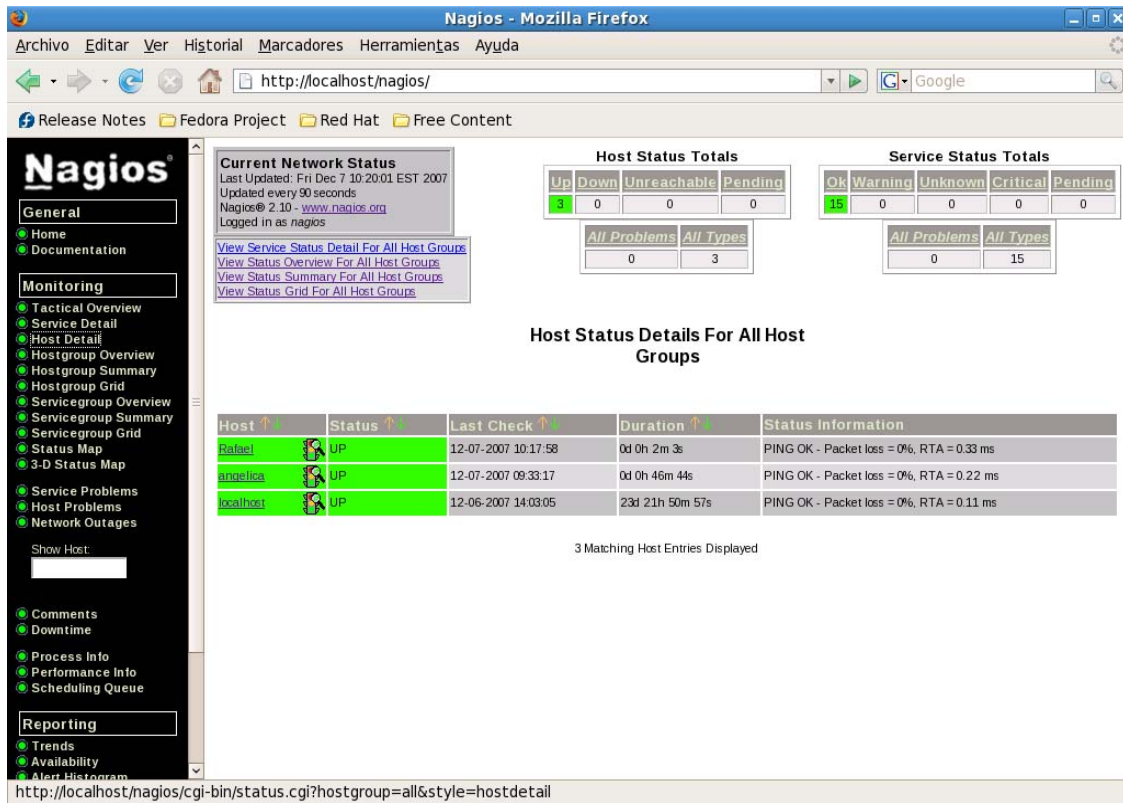 Nagios - Mozilla Firefox
Archivo Editar Ver Historial Marcadores Herramientas Ayuda
http://localhost/nagios/
G Google
Release Notes Fedora Project Red Hat Free Content
Nagios®
General
Home
Documentation
Monitoring
Tactical Overview
Service Detail
Host Detail
Hostgroup Overview
Hostgroup Summary
Hostgroup Grid
Servicegroup Overview
Servicegroup Summary
Servicegroup Grid
Status Map
3-D Status Map
Service Problems
Host Problems
Network Outages
Show Host:
Comments
Downtime
Process Info
Performance Info
Scheduling Queue
Reporting
Trends
Availability
Alert Histogram
Current Network Status
Last Updated: Fri Dec 7 10:20:01 EST 2007
Updated every 90 seconds
Nagios® 2.10 - www.nagios.org
Logged in as nagios
View Service Status Detail For All Host Groups
View Status Overview For All Host Groups
View Status Summary For All Host Groups
View Status Grid For All Host Groups
Host Status Totals
Up Down Unreachable Pending
3 0 0 0
All Problems All Types
0 3
Service Status Totals
Ok Warning Unknown Critical Pending
15 0 0 0 0
All Problems All Types
0 15
Host Status Details For All Host
Groups
Host Status Last Check Duration Status Information
Rafael UP 12-07-2007 10:17:58 0d 0h 2m 3s PING OK - Packet loss = 0%, RTA = 0.33 ms
angelica UP 12-07-2007 09:33:17 0d 0h 46m 44s PING OK - Packet loss = 0%, RTA = 0.22 ms
localhost UP 12-06-2007 14:03:05 23d 21h 50m 57s PING OK - Packet loss = 0%, RTA = 0.11 ms
3 Matching Host Entries Displayed
http://localhost/nagios/cgi-bin/status.cgi?hostgroup=all&style=hostdetail